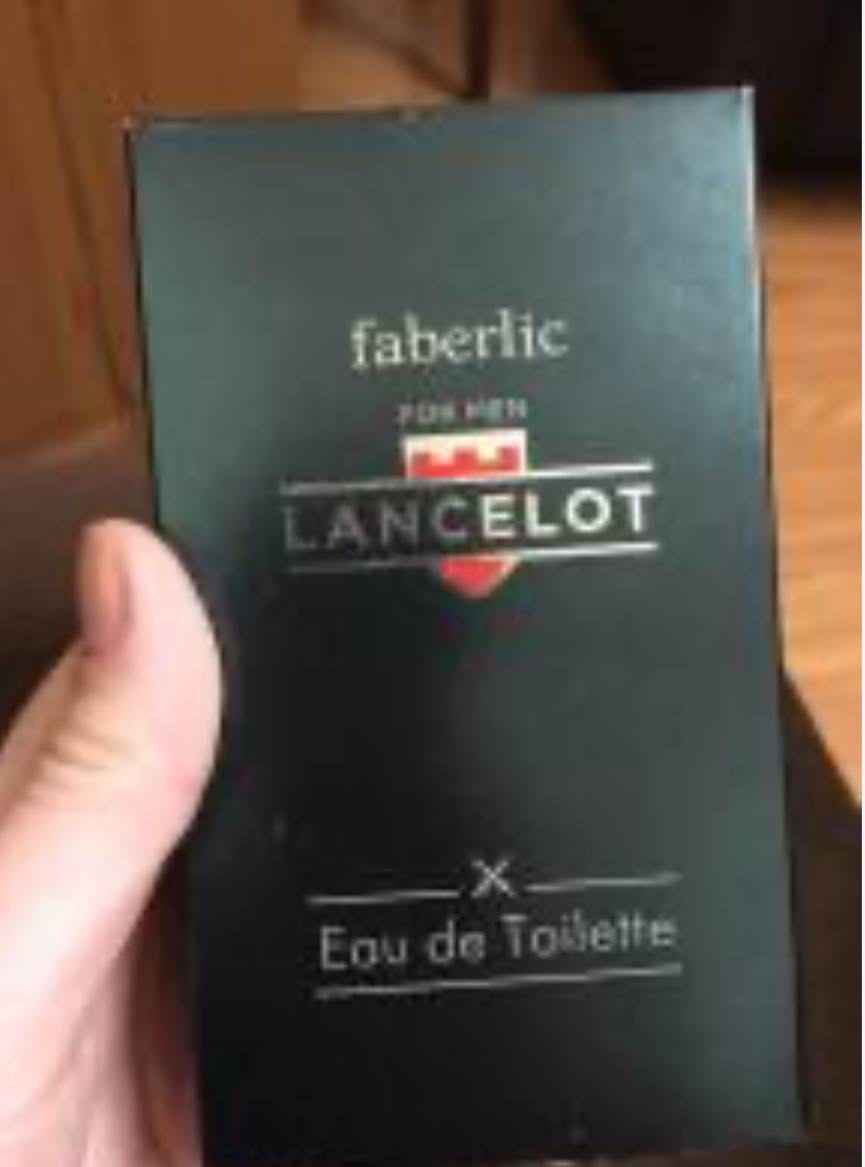 faberlic
FOR MEN
LANCELOT
X
Eau de Toilette